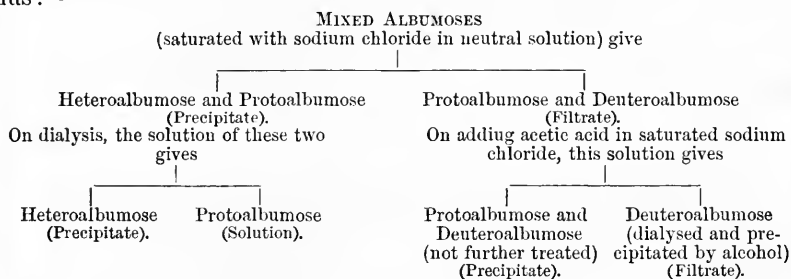 MIXED ALBUMOSES
(saturated with sodium chloride in neutral solution) give
Heteroalbumose and Protoalbumose
(Precipitate).
On dialysis, the solution of these two
gives
Protoalbumose and Deuteroalbumose
(Filtrate).
On adding acetic acid in saturated sodium
chloride, this solution gives
Heteroalbumose
(Precipitate).
Protoalbumose
(Solution).
Protoalbumose and
Deuteroalbumose
(not further treated)
(Precipitate).
Deuteroalbumose
(dialysed and pre-
cipitated by alcohol)
(Filtrate).